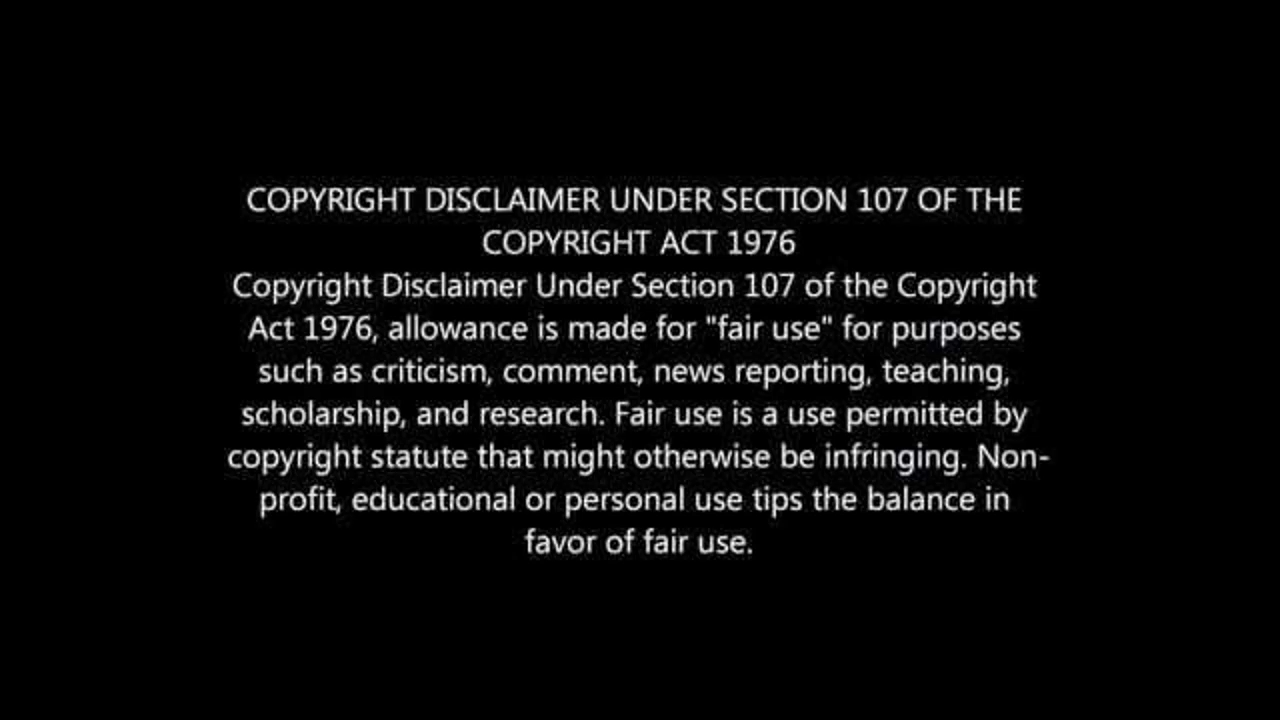 COPYRIGHT DISCLAIMER UNDER SECTION 107 OF THE
COPYRIGHT ACT 1976
Copyright Disclaimer Under Section 107 of the Copyright
Act 1976, allowance is made for "fair use" for purposes
such as criticism, comment, news reporting, teaching,
scholarship, and research. Fair use is a use permitted by
copyright statute that might otherwise be infringing. Non-
profit, educational or personal use tips the balance in
favor of fair use.